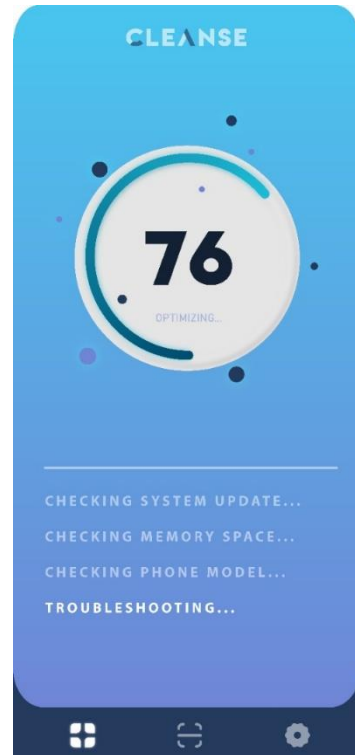 CLEANSE
76
OPTIMIZING...
CHECKING SYSTEM UPDATE...
CHECKING MEMORY SPACE...
CHECKING PHONE MODEL...
TROUBLESHOOTING...